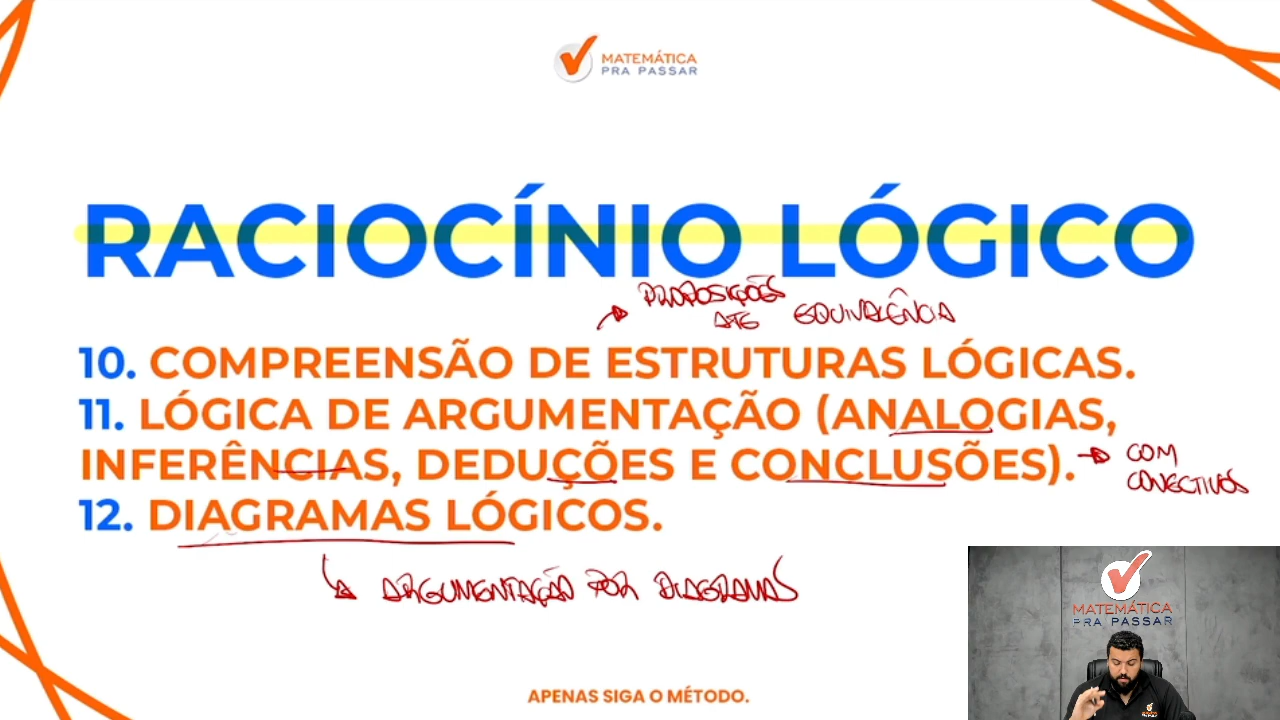 MATEMÁTICA
PRA PASSAR
RACIOCÍNIO LÓGICO
PROPOSIÇÕES
ATÉ EQUIVALÊNCIA
10. COMPREENSÃO DE ESTRUTURAS LÓGICAS.
11. LÓGICA DE ARGUMENTAÇÃO (ANALOGIAS,
INFERÊNCIAS, DEDUÇÕES E CONCLUSÕES).
COM
CONECTIVOS
12. DIAGRAMAS LÓGICOS.
ARGUMENTAÇÃO POR DIAGRAMAS
MATEMÁTICA
PRA PASSAR
APENAS SIGA O MÉTODO.